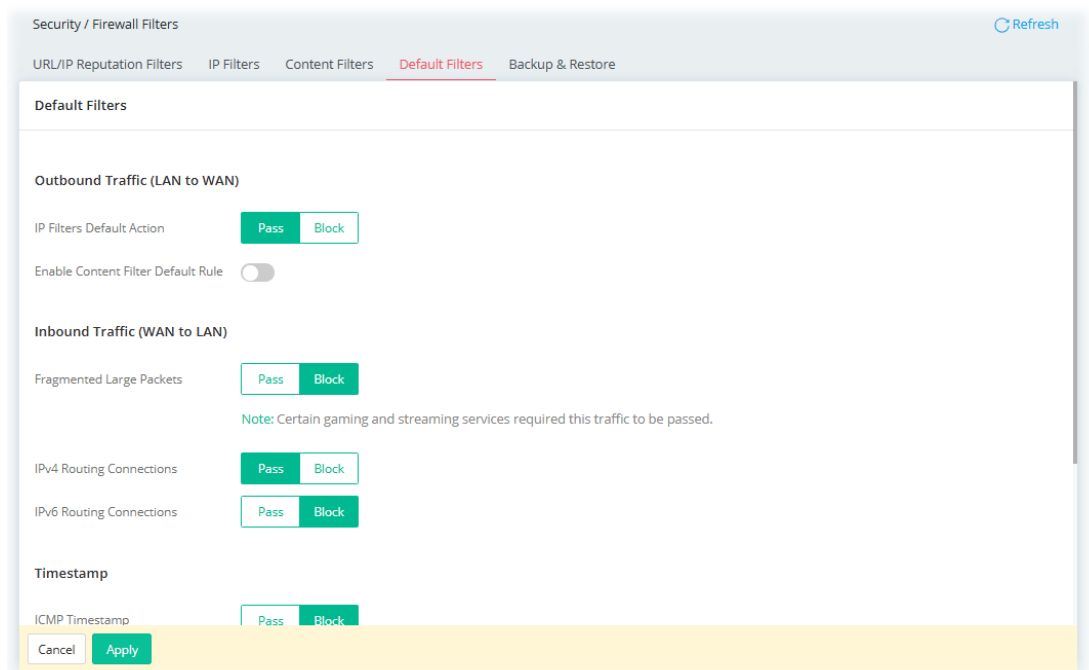 Security / Firewall Filters Refresh
URL/IP Reputation Filters IP Filters Content Filters Default Filters Backup & Restore
Default Filters
Outbound Traffic (LAN to WAN)
IP Filters Default Action Pass Block
Enable Content Filter Default Rule
Inbound Traffic (WAN to LAN)
Fragmented Large Packets Pass Block
Note: Certain gaming and streaming services required this traffic to be passed.
IPv4 Routing Connections Pass Block
IPv6 Routing Connections Pass Block
Timestamp
ICMP Timestamp Pass Block
Cancel Apply